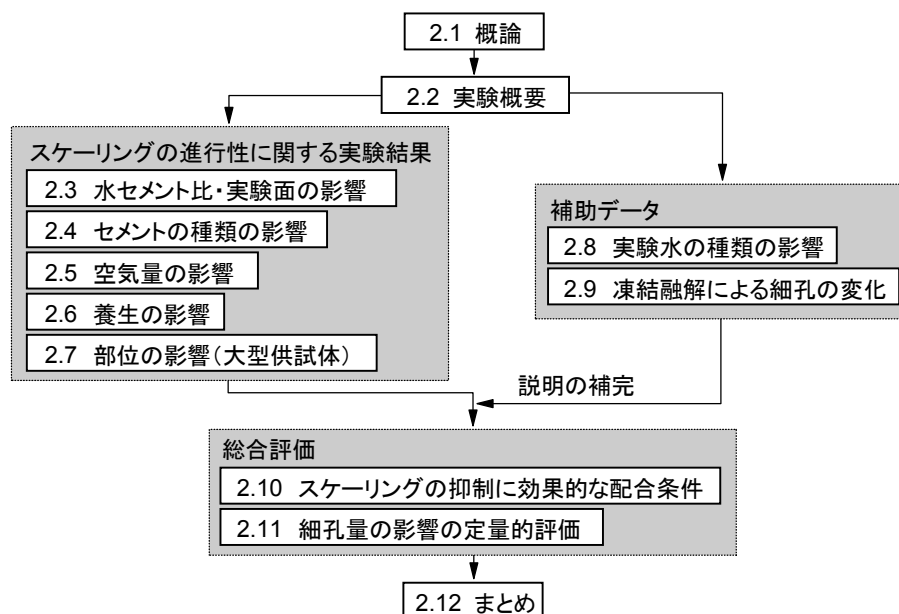 2.1 概論
2.2 実験概要
スケーリングの進行性に関する実験結果
2.3 水セメント比・実験面の影響
2.4 セメントの種類の影響
2.5 空気量の影響
2.6 養生の影響
2.7 部位の影響（大型供試体）
補助データ
2.8 実験水の種類の影響
2.9 凍結融解による細孔の変化
説明の補完
総合評価
2.10 スケーリングの抑制に効果的な配合条件
2.11 細孔量の影響の定量的評価
2.12 まとめ